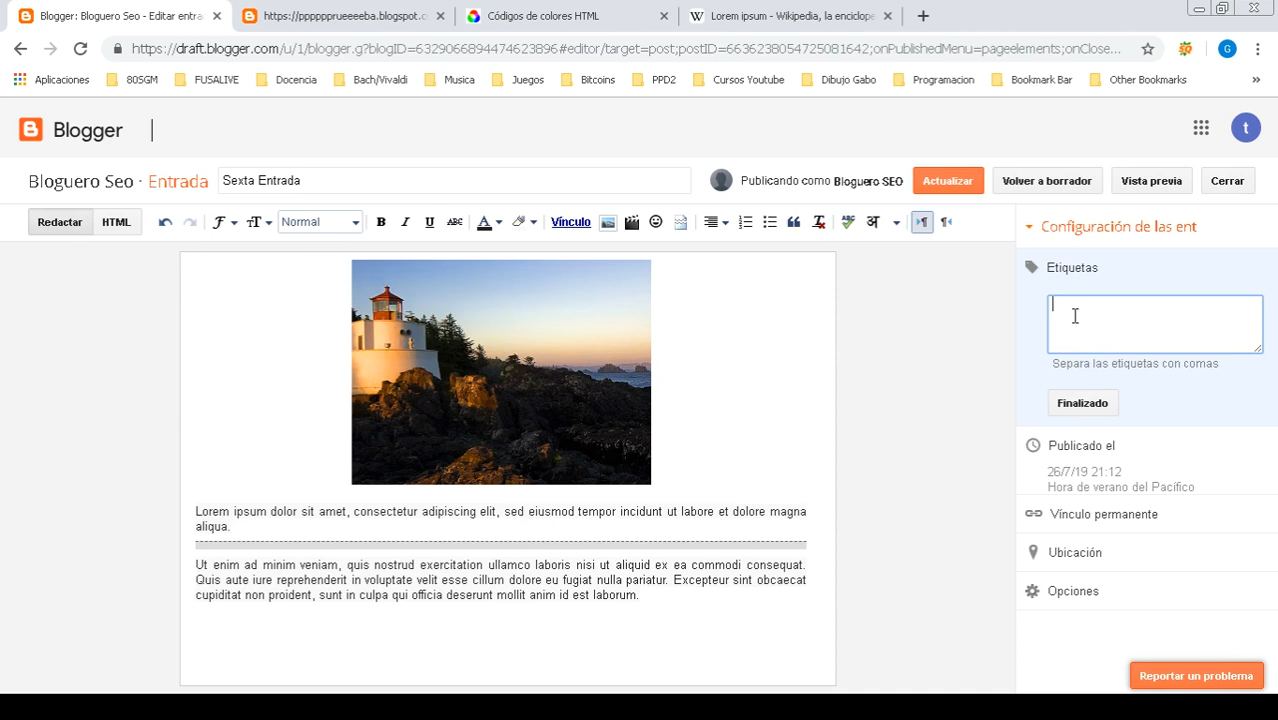 Blogger: Bloguero Seo - Editar entra
https://pppppprueeeeba.blogspot.c
Códigos de colores HTML
Lorem ipsum - Wikipedia, la encicloped
https://draft.blogger.com/u/1/blogger.g?blogID=6329066894474623896#editor/target=post;postID=6636238054725081642;onPublishedMenu=pageelements;onClose...
G
Aplicaciones 80SGM FUSALIVE Docencia Bach/Vivaldi Musica Juegos Bitcoins PPD2 Cursos Youtube Dibujo Gabo Programacion Bookmark Bar Other Bookmarks
Blogger
t
Bloguero Seo · Entrada Sexta Entrada Publicando como Bloguero SEO Actualizar Volver a borrador Vista previa Cerrar
Redactar HTML Normal B I U ABC A Vínculo
Configuración de las ent
Etiquetas
Separa las etiquetas con comas
Finalizado
Publicado el
26/7/19 21:12
Hora de verano del Pacífico
Vínculo permanente
Ubicación
Opciones
Lorem ipsum dolor sit amet, consectetur adipiscing elit, sed eiusmod tempor incidunt ut labore et dolore magna
aliqua.
Ut enim ad minim veniam, quis nostrud exercitation ullamco laboris nisi ut aliquid ex ea commodi consequat.
Quis aute iure reprehenderit in voluptate velit esse cillum dolore eu fugiat nulla pariatur. Excepteur sint obcaecat
cupiditat non proident, sunt in culpa qui officia deserunt mollit anim id est laborum.
Reportar un problema